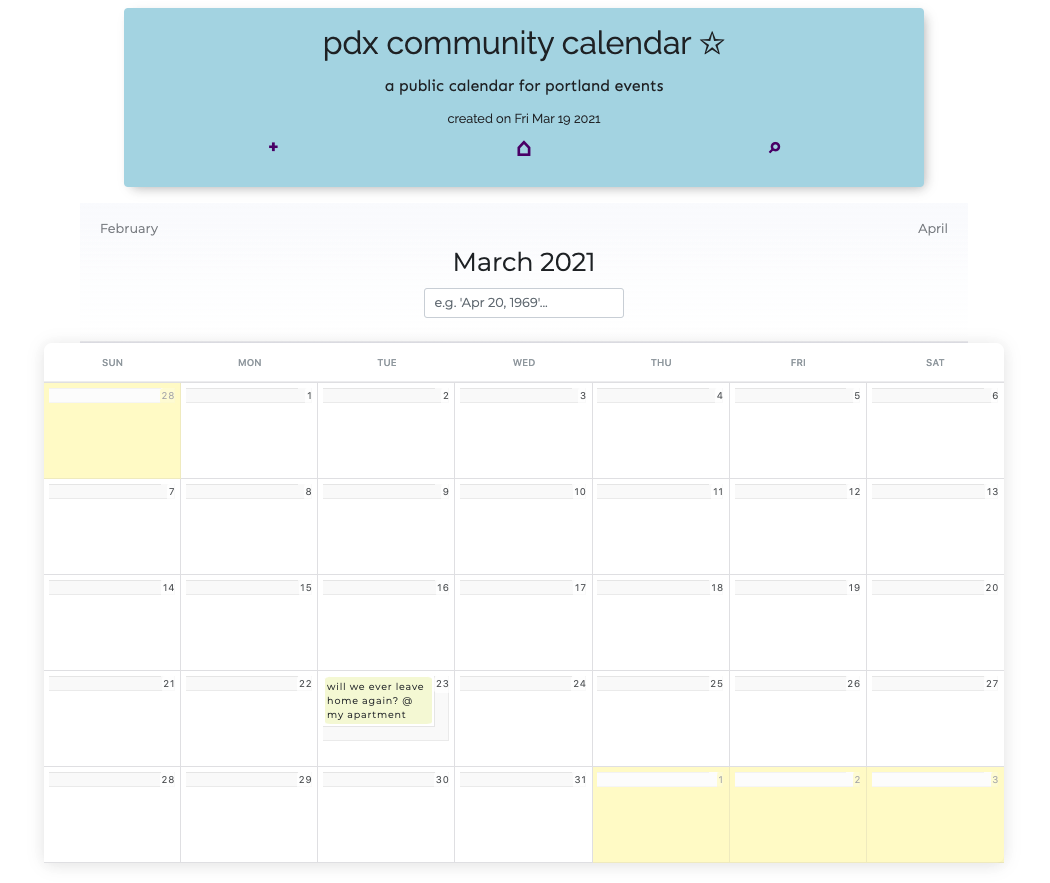 pdx community calendar ☆
a public calendar for portland events
created on Fri Mar 19 2021
+
February
April
March 2021
e.g. 'Apr 20, 1969'...
SUN MON TUE WED THU FRI SAT
28 1 2 3 4 5 6
7 8 9 10 11 12 13
14 15 16 17 18 19 20
21 22 23 24 25 26 27
will we ever leave
home again? @
my apartment
28 29 30 31 1 2 3